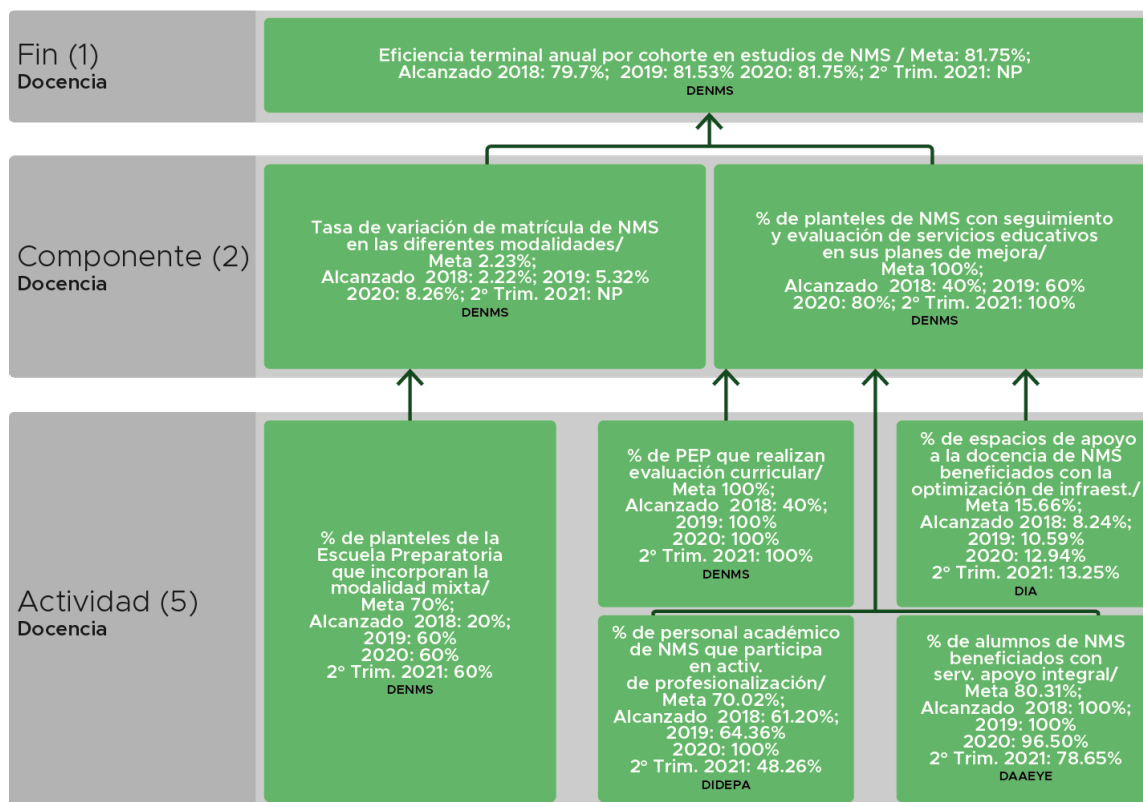 Fin (1)
Docencia
Eficiencia terminal anual por cohorte en estudios de NMS / Meta: 81.75%;
Alcanzado 2018: 79.7%; 2019: 81.53% 2020: 81.75%; 2º Trim. 2021: NP
DENMS
Componente (2)
Docencia
Tasa de variación de matrícula de NMS
en las diferentes modalidades/
Meta 2.23%;
Alcanzado 2018: 2.22%; 2019: 5.32%
2020: 8.26%; 2º Trim. 2021: NP
DENMS
% de planteles de NMS con seguimiento
y evaluación de servicios educativos
en sus planes de mejora/
Meta 100%;
Alcanzado 2018: 40%; 2019: 60%
2020: 80%; 2º Trim. 2021: 100%
DENMS
Actividad (5)
Docencia
% de planteles de la
Escuela Preparatoria
que incorporan la
modalidad mixta/
Meta 70%;
Alcanzado 2018: 20%;
2019: 60%
2020: 60%
2º Trim. 2021: 60%
DENMS
% de PEP que realizan
evaluación curricular/
Meta 100%;
Alcanzado 2018: 40%;
2019: 100%
2020: 100%
2º Trim. 2021: 100%
DENMS
% de espacios de apoyo
a la docencia de NMS
beneficiados con la
optimización de infraest./
Meta 15.66%;
Alcanzado 2018: 8.24%;
2019: 10.59%
2020: 12.94%
2º Trim. 2021: 13.25%
DIA
% de personal académico
de NMS que participa
en activ.
de profesionalización/
Meta 70.02%;
Alcanzado 2018: 61.20%;
2019: 64.36%
2020: 100%
2º Trim. 2021: 48.26%
DIDEPA
% de alumnos de NMS
beneficiados con
serv. apoyo integral/
Meta 80.31%;
Alcanzado 2018: 100%;
2019: 100%
2020: 96.50%
2º Trim. 2021: 78.65%
DAAEYE